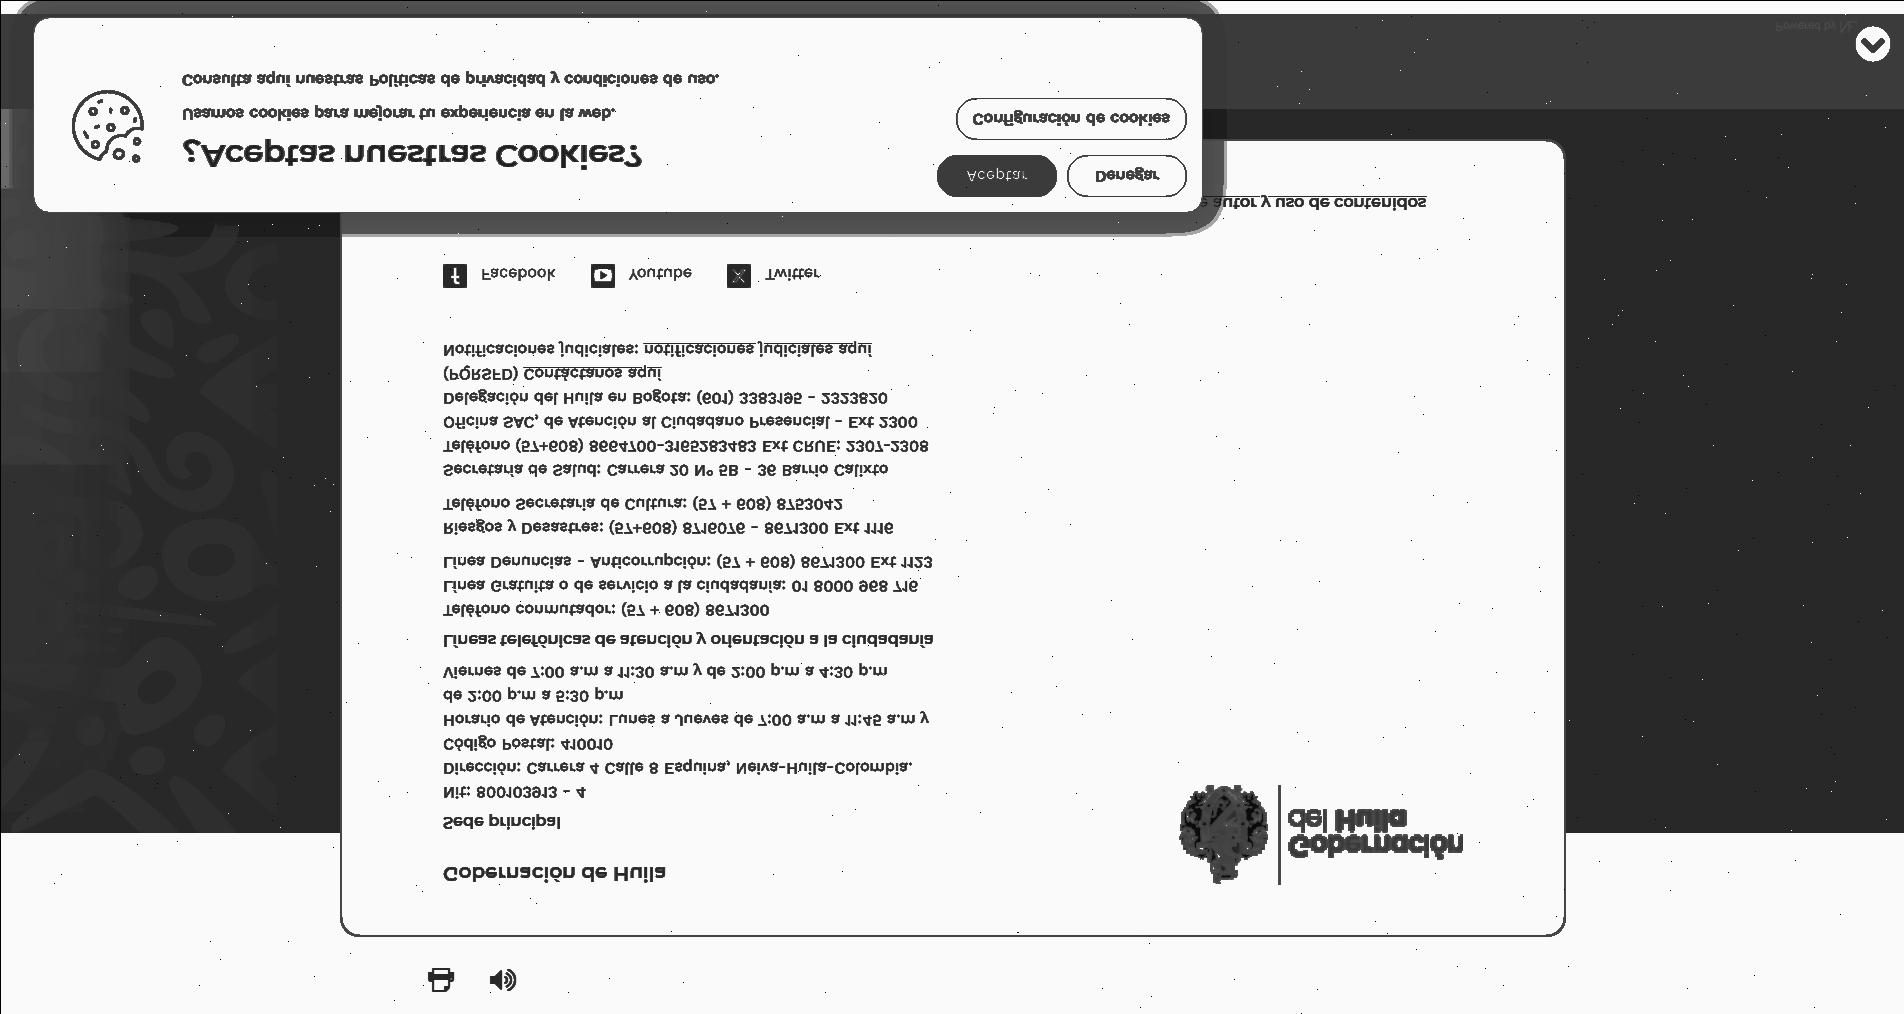 Gobernación de Huila
Sede principal
Nit: 800103913 - 4
Dirección: Carrera 4 Calle 8 Esquina, Neiva-Huila-Colombia.
Código Postal: 410010
Horario de Atención: Lunes a Jueves de 7:00 a.m a 11:45 a.m y
de 2:00 p.m a 5:30 p.m
Viernes de 7:00 a.m a 11:30 a.m y de 2:00 p.m a 4:30 p.m
Líneas telefónicas de atención y orientación a la ciudadanía
Teléfono conmutador: (57 + 608) 8671300
Línea Gratuita o de servicio a la ciudadanía: 01 8000 968 716
Línea Denuncias - Anticorrupción: (57 + 608) 8671300 Ext 1123
Riesgos y Desastres: (57+608) 8716076 - 8671300 Ext 1116
Teléfono Secretaria de Cultura: (57 + 608) 8753042
Secretaría de Salud: Carrera 20 Nº 5B - 36 Barrio Calixto
Teléfono (57+608) 8664700-3165283483 Ext CRUE: 2307-2308
Oficina SAC, de Atención al Ciudadano Presencial - Ext 2300
Delegación del Huila en Bogota: (601) 3383195 - 2323820
(PQRSFD) Contáctanos aquí
Notificaciones judiciales: notificaciones judiciales aquí
Facebook
Youtube
Twitter
Gobernación
del Huila
autor y uso de contenidos
¿Aceptas nuestras Cookies?
Usamos cookies para mejorar tu experiencia en la web.
Consulta aquí nuestras Políticas de privacidad y condiciones de uso.
Aceptar
Denegar
Configuración de cookies
Powered by